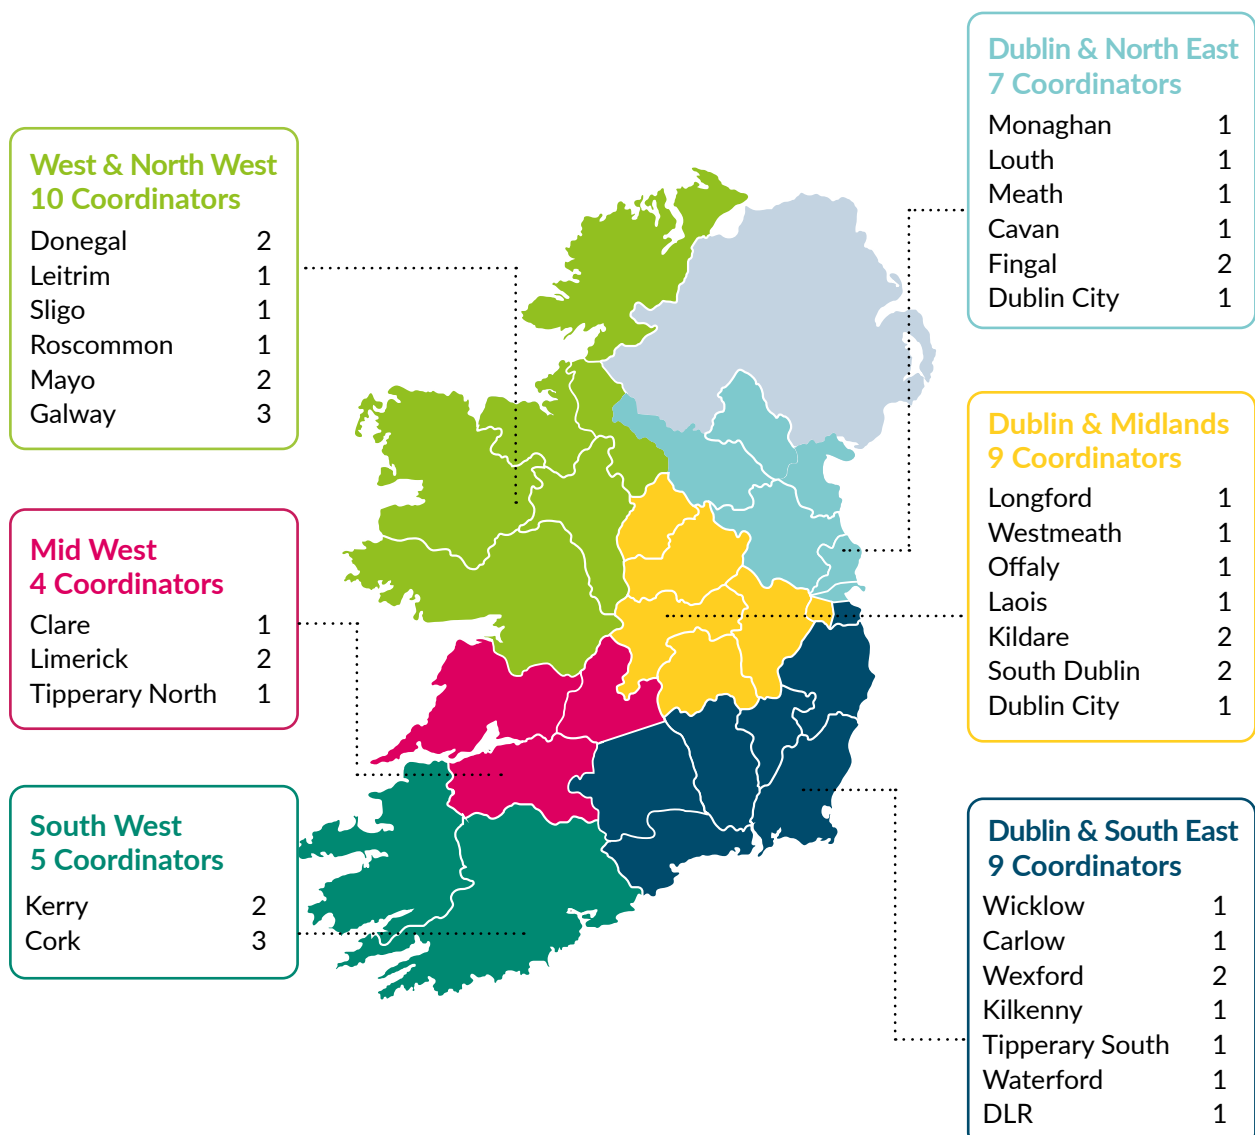 West & North West
10 Coordinators
Donegal 2
Leitrim 1
Sligo 1
Roscommon 1
Mayo 2
Galway 3
Mid West
4 Coordinators
Clare 1
Limerick 2
Tipperary North 1
South West
5 Coordinators
Kerry 2
Cork 3
Dublin & North East
7 Coordinators
Monaghan 1
Louth 1
Meath 1
Cavan 1
Fingal 2
Dublin City 1
Dublin & Midlands
9 Coordinators
Longford 1
Westmeath 1
Offaly 1
Laois 1
Kildare 2
South Dublin 2
Dublin City 1
Dublin & South East
9 Coordinators
Wicklow 1
Carlow 1
Wexford 2
Kilkenny 1
Tipperary South 1
Waterford 1
DLR 1